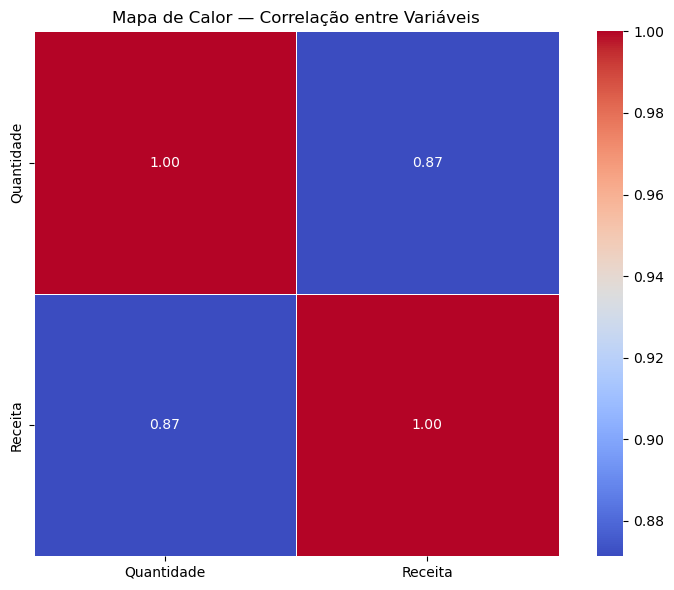 Mapa de Calor — Correlação entre Variáveis
Quantidade
1.00
0.87
Receita
0.87
1.00
Quantidade
Receita
1.00
0.98
0.96
0.94
0.92
0.90
0.88